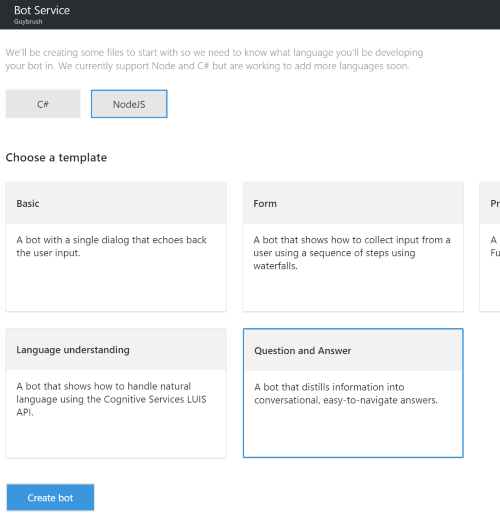 Bot Service
Guybrush
We'll be creating some files to start with so we need to know what language you'll be developing
your bot in. We currently support Node and C# but are working to add more languages soon.
C#
NodeJS
Choose a template
Basic
A bot with a single dialog that echoes back
the user input.
Form
A bot that shows how to collect input from a
user using a sequence of steps using
waterfalls.
Pr
A
Fu
Language understanding
A bot that shows how to handle natural
language using the Cognitive Services LUIS
API.
Question and Answer
A bot that distills information into
conversational, easy-to-navigate answers.
Create bot